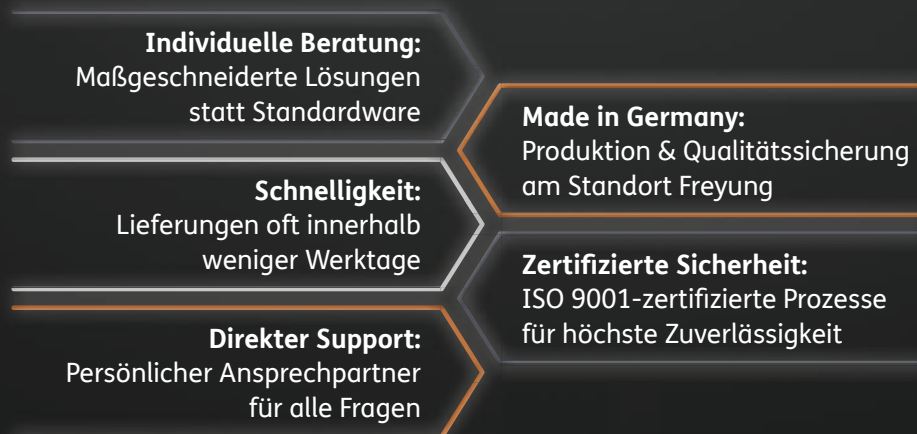 Individuelle Beratung:
Maßgeschneiderte Lösungen
statt Standardware
Made in Germany:
Produktion & Qualitätssicherung
am Standort Freyung
Schnelligkeit:
Lieferungen oft innerhalb
weniger Werktage
Zertifizierte Sicherheit:
ISO 9001-zertifizierte Prozesse
für höchste Zuverlässigkeit
Direkter Support:
Persönlicher Ansprechpartner
für alle Fragen